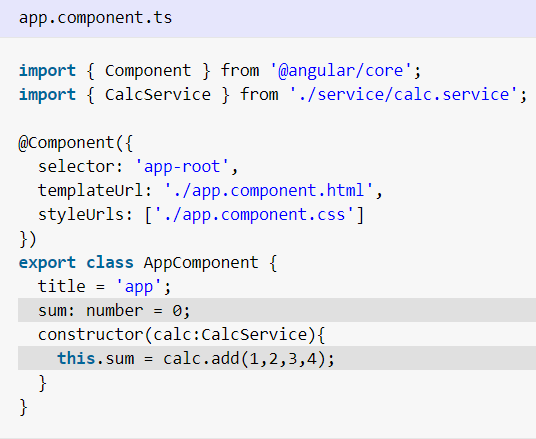 app.component.ts
import { Component } from '@angular/core';
import { CalcService } from './service/calc.service';
@Component({
  selector: 'app-root',
  templateUrl: './app.component.html',
  styleUrls: ['./app.component.css']
})
export class AppComponent {
  title = 'app';
  sum: number = 0;
  constructor(calc:CalcService){
    this.sum = calc.add(1,2,3,4);
  }
}